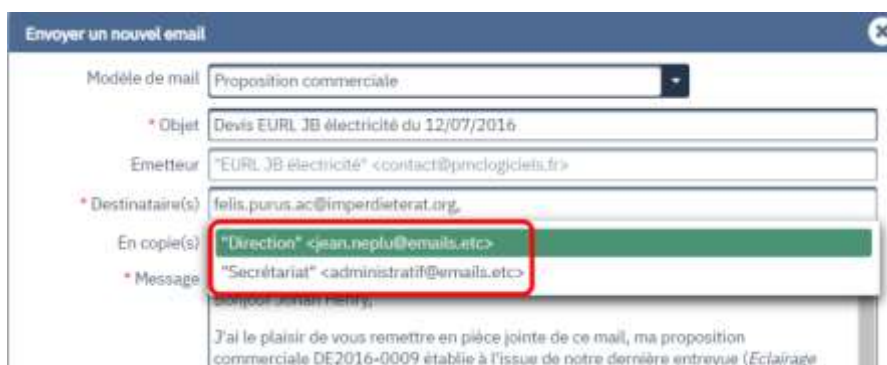 Envoyer un nouvel email
Modèle de mail Proposition commerciale
* Objet Devis EURL JB électricité du 12/07/2016
Emetteur "EURL JB électricité" <contact@pmclogiciels.fr>
* Destinataire(s) felis.purus.ac@imperdieterat.org,
En copie(s) "Direction" <jean.neplu@emails.etc>
* Message "Secrétariat" <administratif@emails.etc>
Bonjour Johan Henry,
J'ai le plaisir de vous remettre en pièce jointe de ce mail, ma proposition
commerciale DE2016-0009 établie à l'issue de notre dernière entrevue (Eclairage